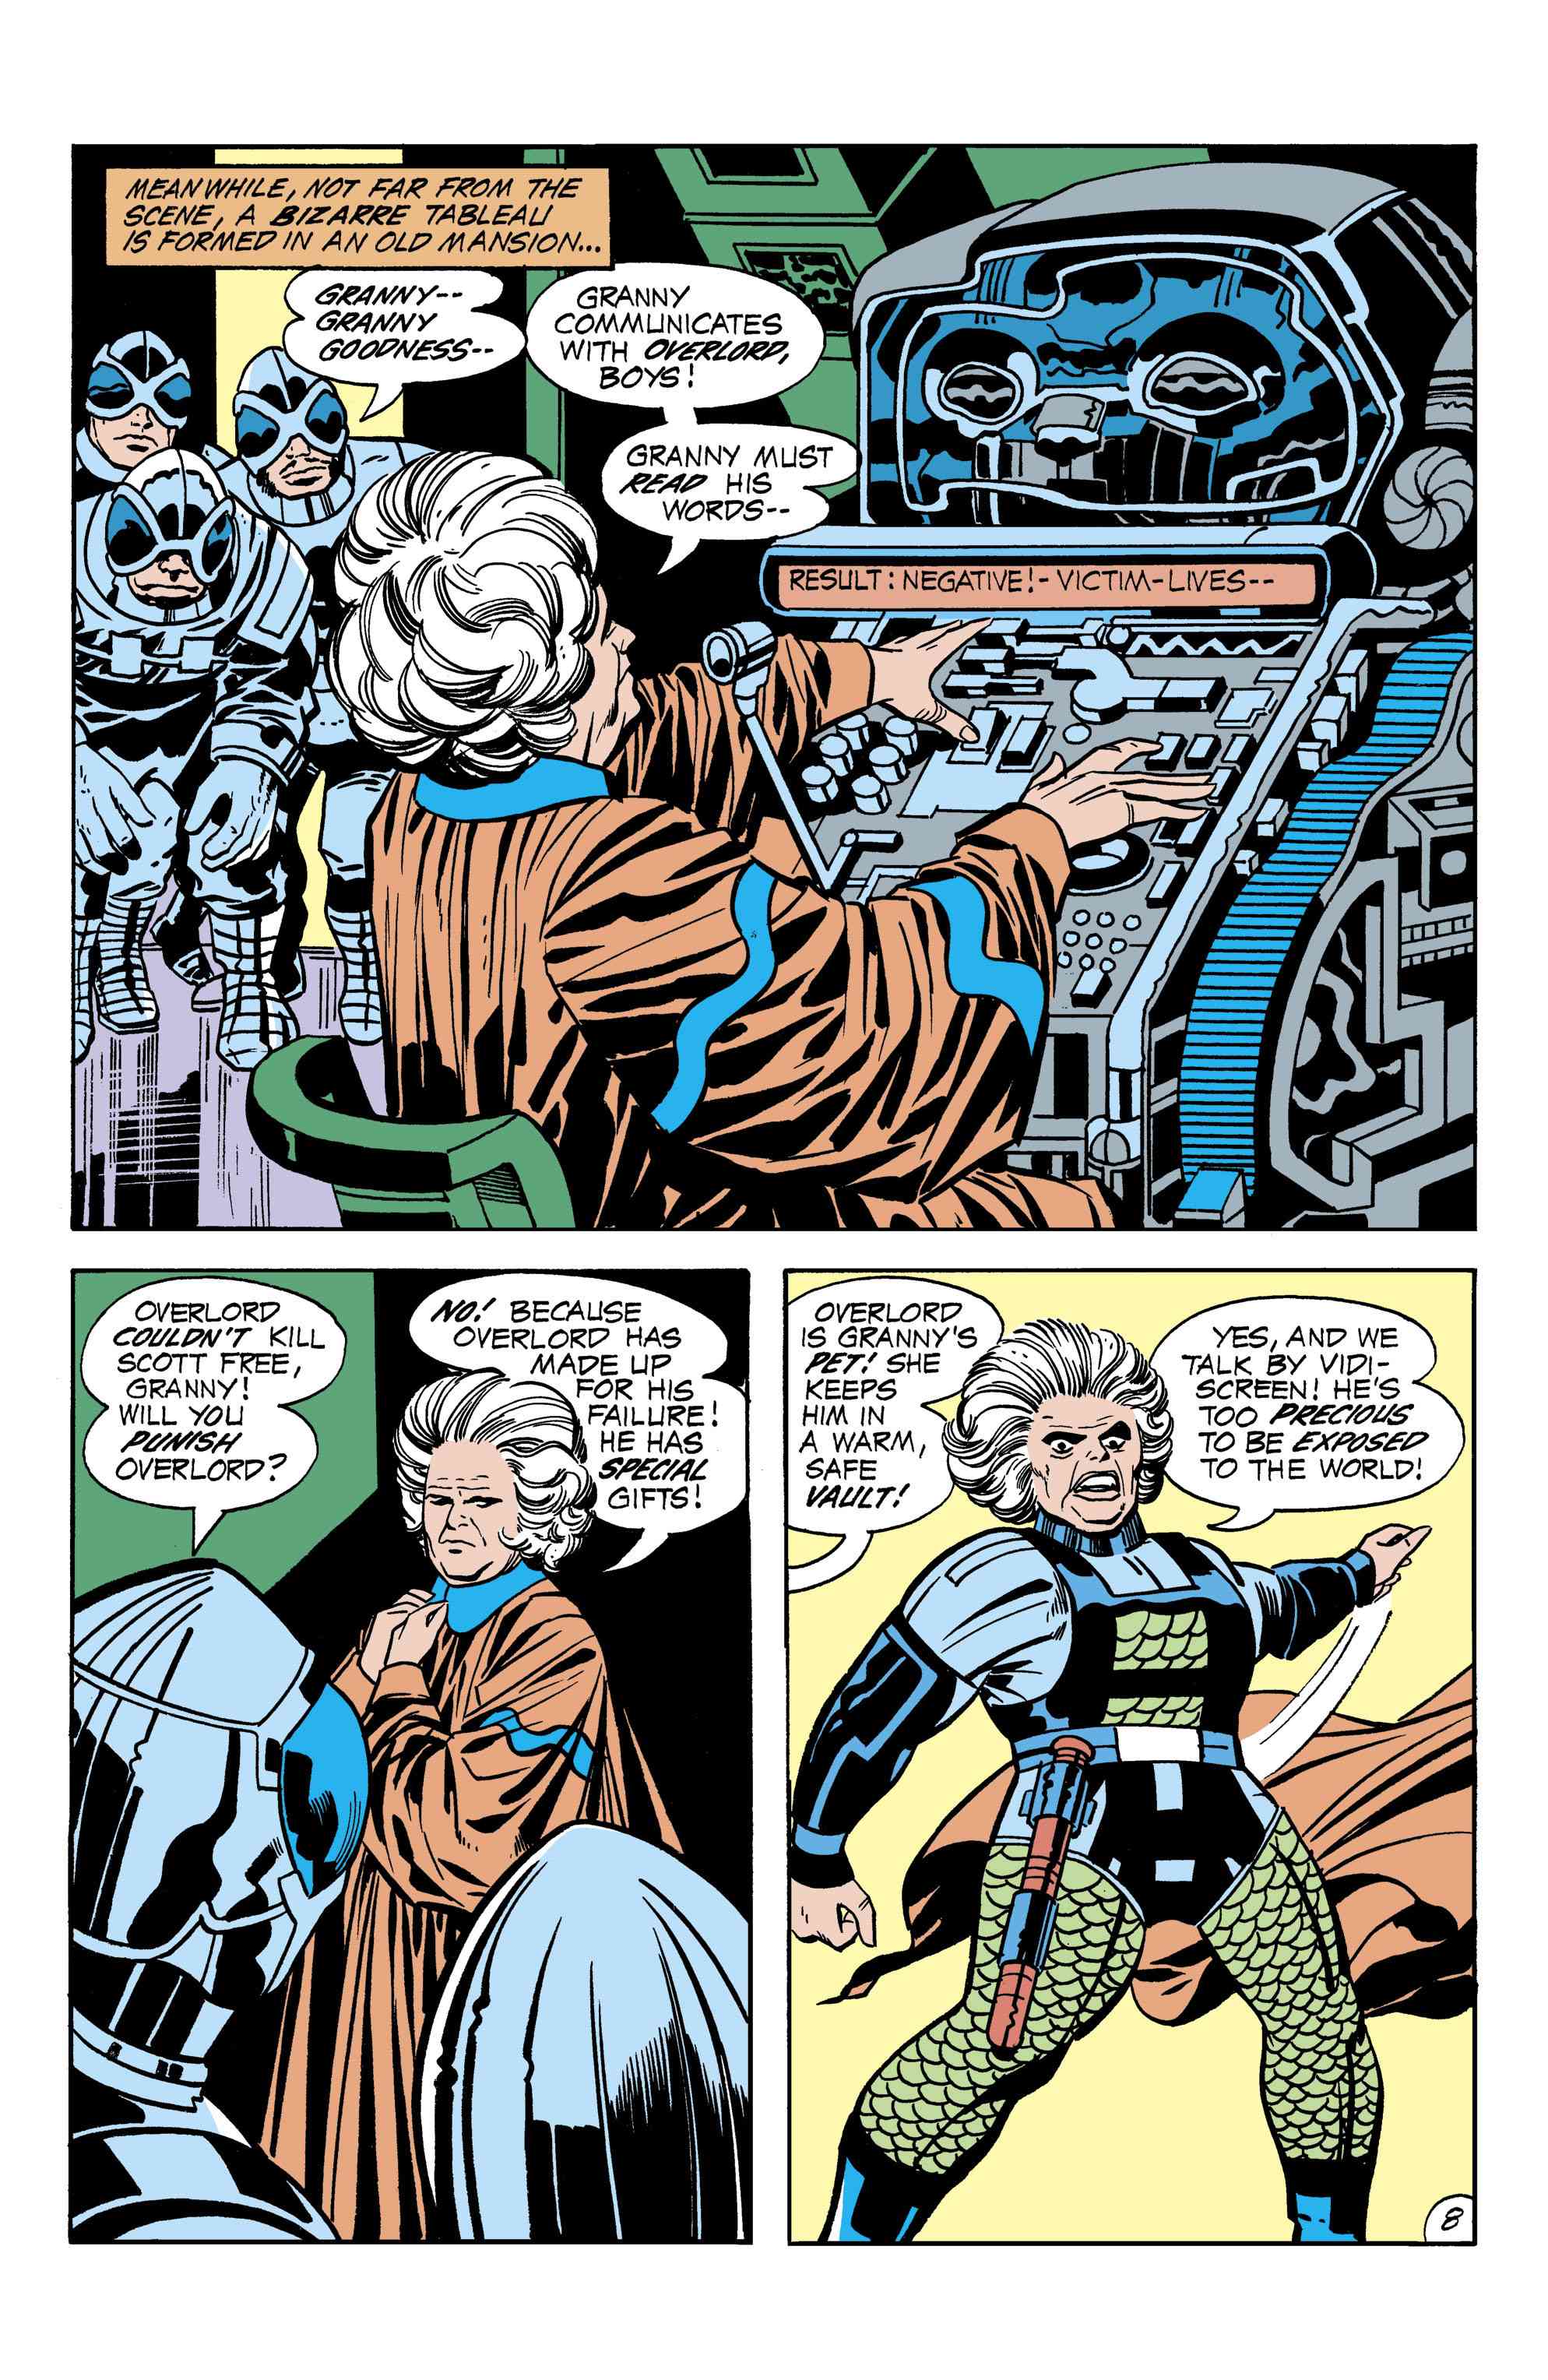 MEANWHILE, NOT FAR FROM THE
SCENE, A BIZARRE TABLEAU
IS FORMED IN AN OLD MANSION...
GRANNY--
GRANNY
GOODNESS--
GRANNY
COMMUNICATES
WITH OVERLORD,
BOYS!
GRANNY MUST
READ HIS
WORDS--
RESULT: NEGATIVE!- VICTIM-LIVES--
OVERLORD
COULDN'T KILL
SCOTT FREE,
GRANNY!
WILL YOU
PUNISH
OVERLORD?
NO! BECAUSE
OVERLORD HAS
MADE UP
FOR HIS
FAILURE!
HE HAS
SPECIAL
GIFTS!
OVERLORD
IS GRANNY'S
PET! SHE
KEEPS
HIM IN
A WARM,
SAFE
VAULT!
YES, AND WE
TALK BY VIDI-
SCREEN! HE'S
TOO PRECIOUS
TO BE EXPOSED
TO THE WORLD!
8